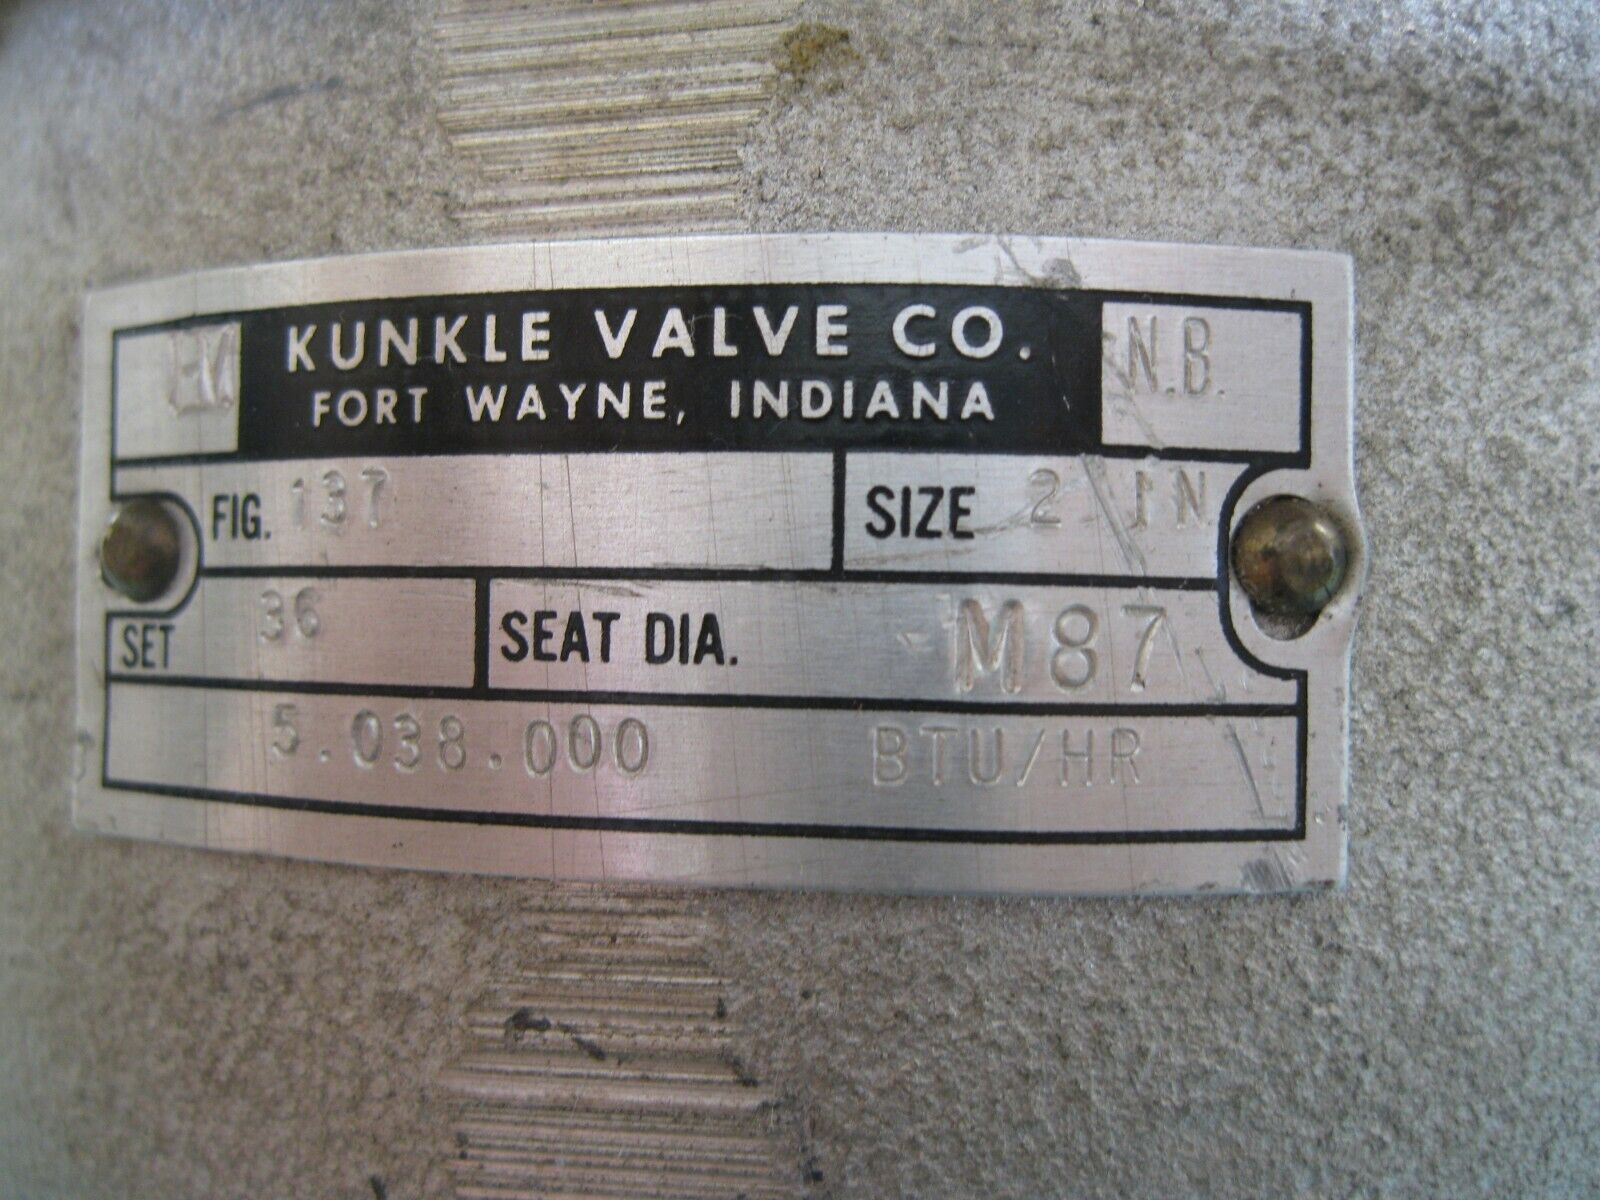 KUNKLE VALVE CO. N.B.
FORT WAYNE, INDIANA
FIG. 137 SIZE 2 IN
SET 36 SEAT DIA. M87
5.038.000 BTU/HR